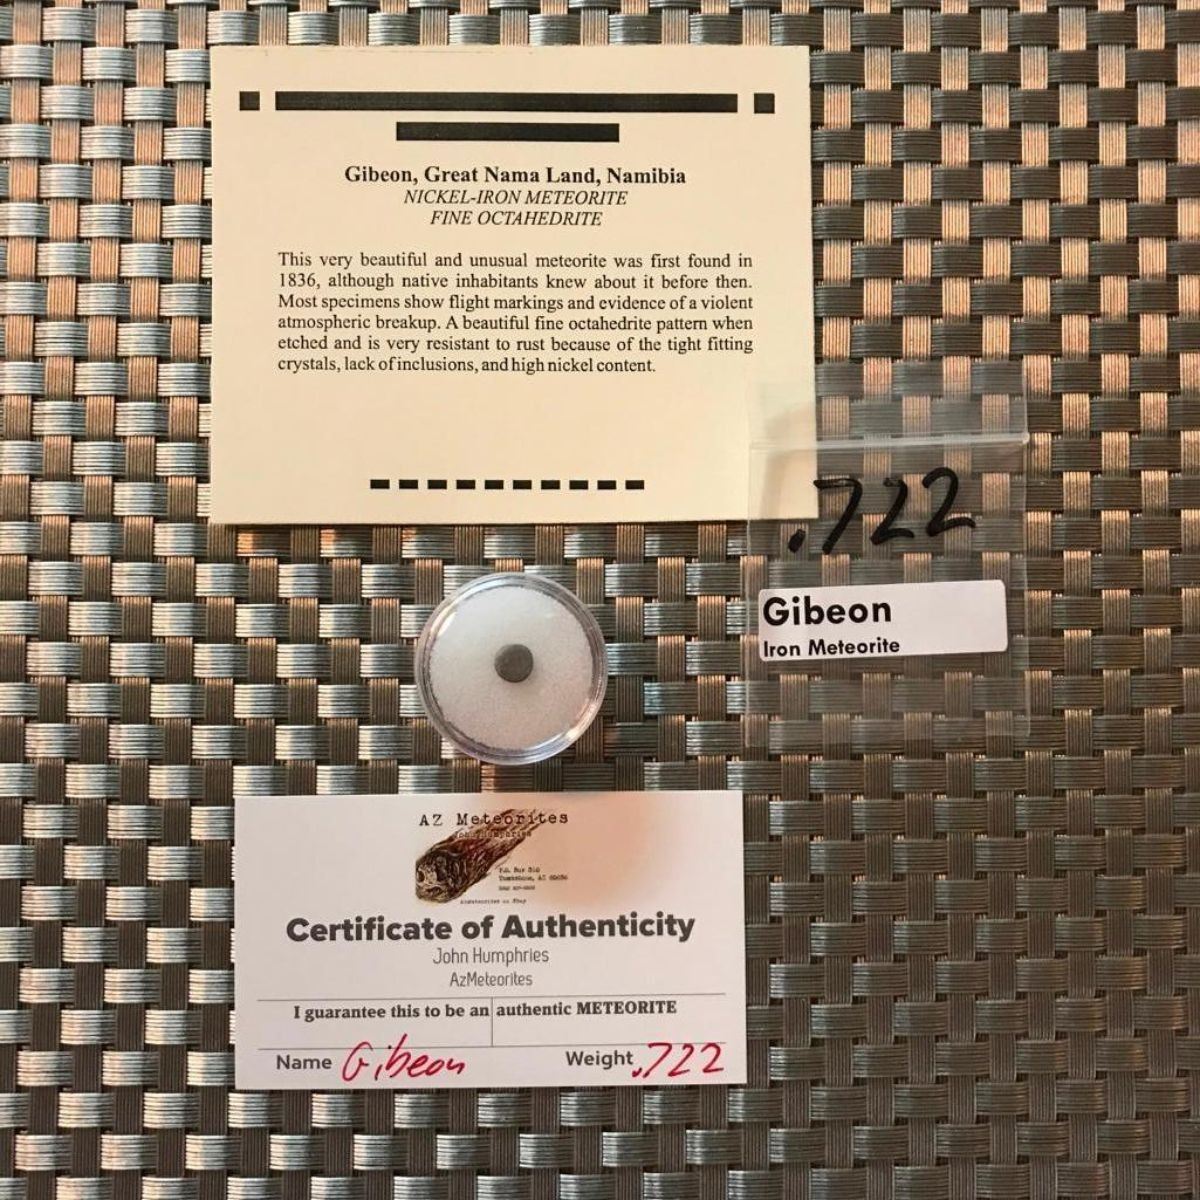 Gibeon, Great Nama Land, Namibia
NICKEL-IRON METEORITE
FINE OCTAHEDRITE
This very beautiful and unusual meteorite was first found in
1836, although native inhabitants knew about it before then.
Most specimens show flight markings and evidence of a violent
atmospheric breakup. A beautiful fine octahedrite pattern when
etched and is very resistant to rust because of the tight fitting
crystals, lack of inclusions, and high nickel content.
.722
Gibeon
Iron Meteorite
AZ Meteorites
John Humphries
Certificate of Authenticity
John Humphries
AzMeteorites
I guarantee this to be an authentic METEORITE
Name Gibeon Weight .722